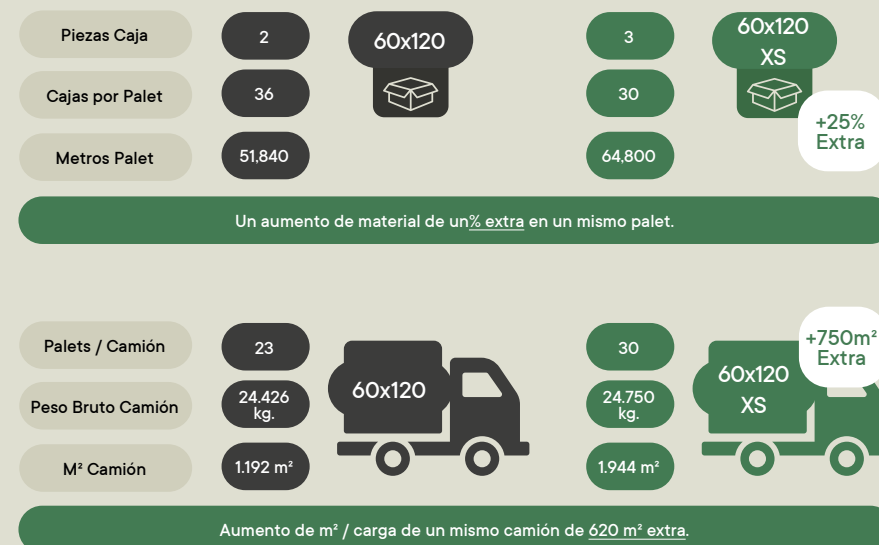 Piezas Caja
2
60x120
3
60x120
XS
Cajas por Palet
36
30
+25%
Extra
Metros Palet
51,840
64,800
Un aumento de material de un% extra en un mismo palet.
Palets / Camión
23
30
+750m²
Extra
Peso Bruto Camión
24.426
kg.
60x120
24.750
kg.
60x120
XS
M² Camión
1.192 m²
1.944 m²
Aumento de m² / carga de un mismo camión de 620 m² extra.